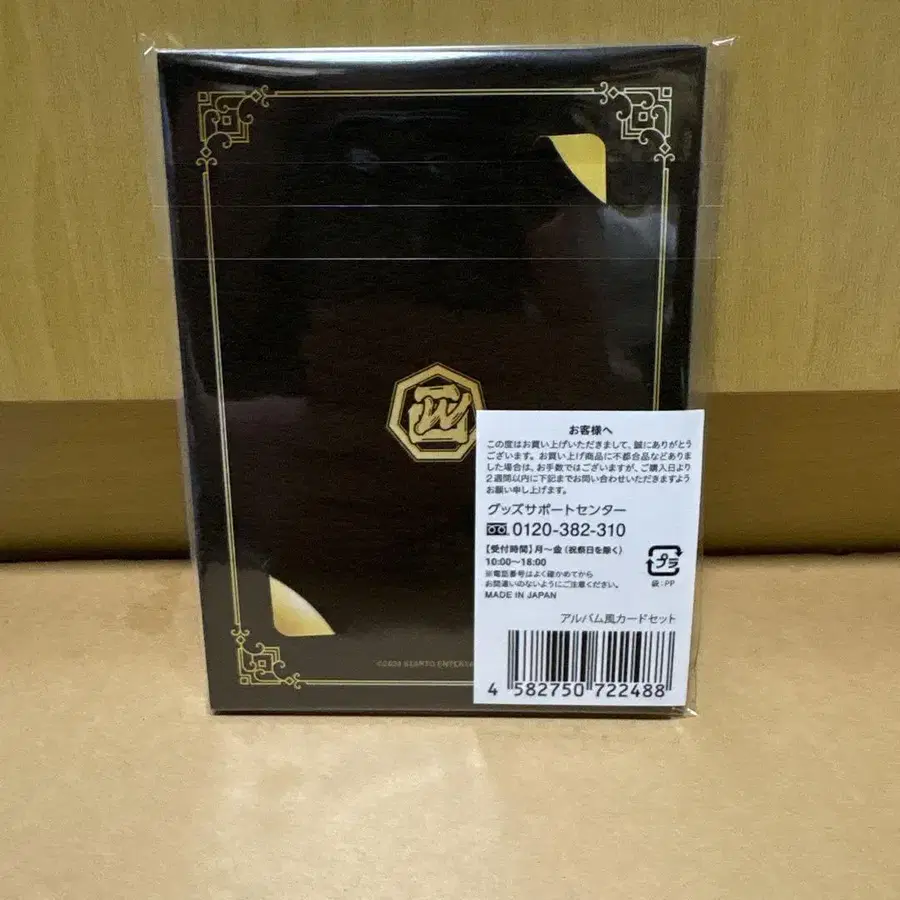 お客様へ
この度はお買い上げいただきまして、誠にありがとう
ございます。お買い上げ商品に不都合品などありま
した場合は、お手数ではございますが、ご購入日より
2週間以内に下記までお問い合わせいただきますよう
お願い申し上げます。
グッズサポートセンター
0120-382-310
【受付時間】月～金（祝祭日を除く）
10:00～18:00
※電話番号はよく確かめてから
お間違いのないようにご注意ください。
MADE IN JAPAN
プラ
袋:PP
アルバム風カードセット
4 582750 722488